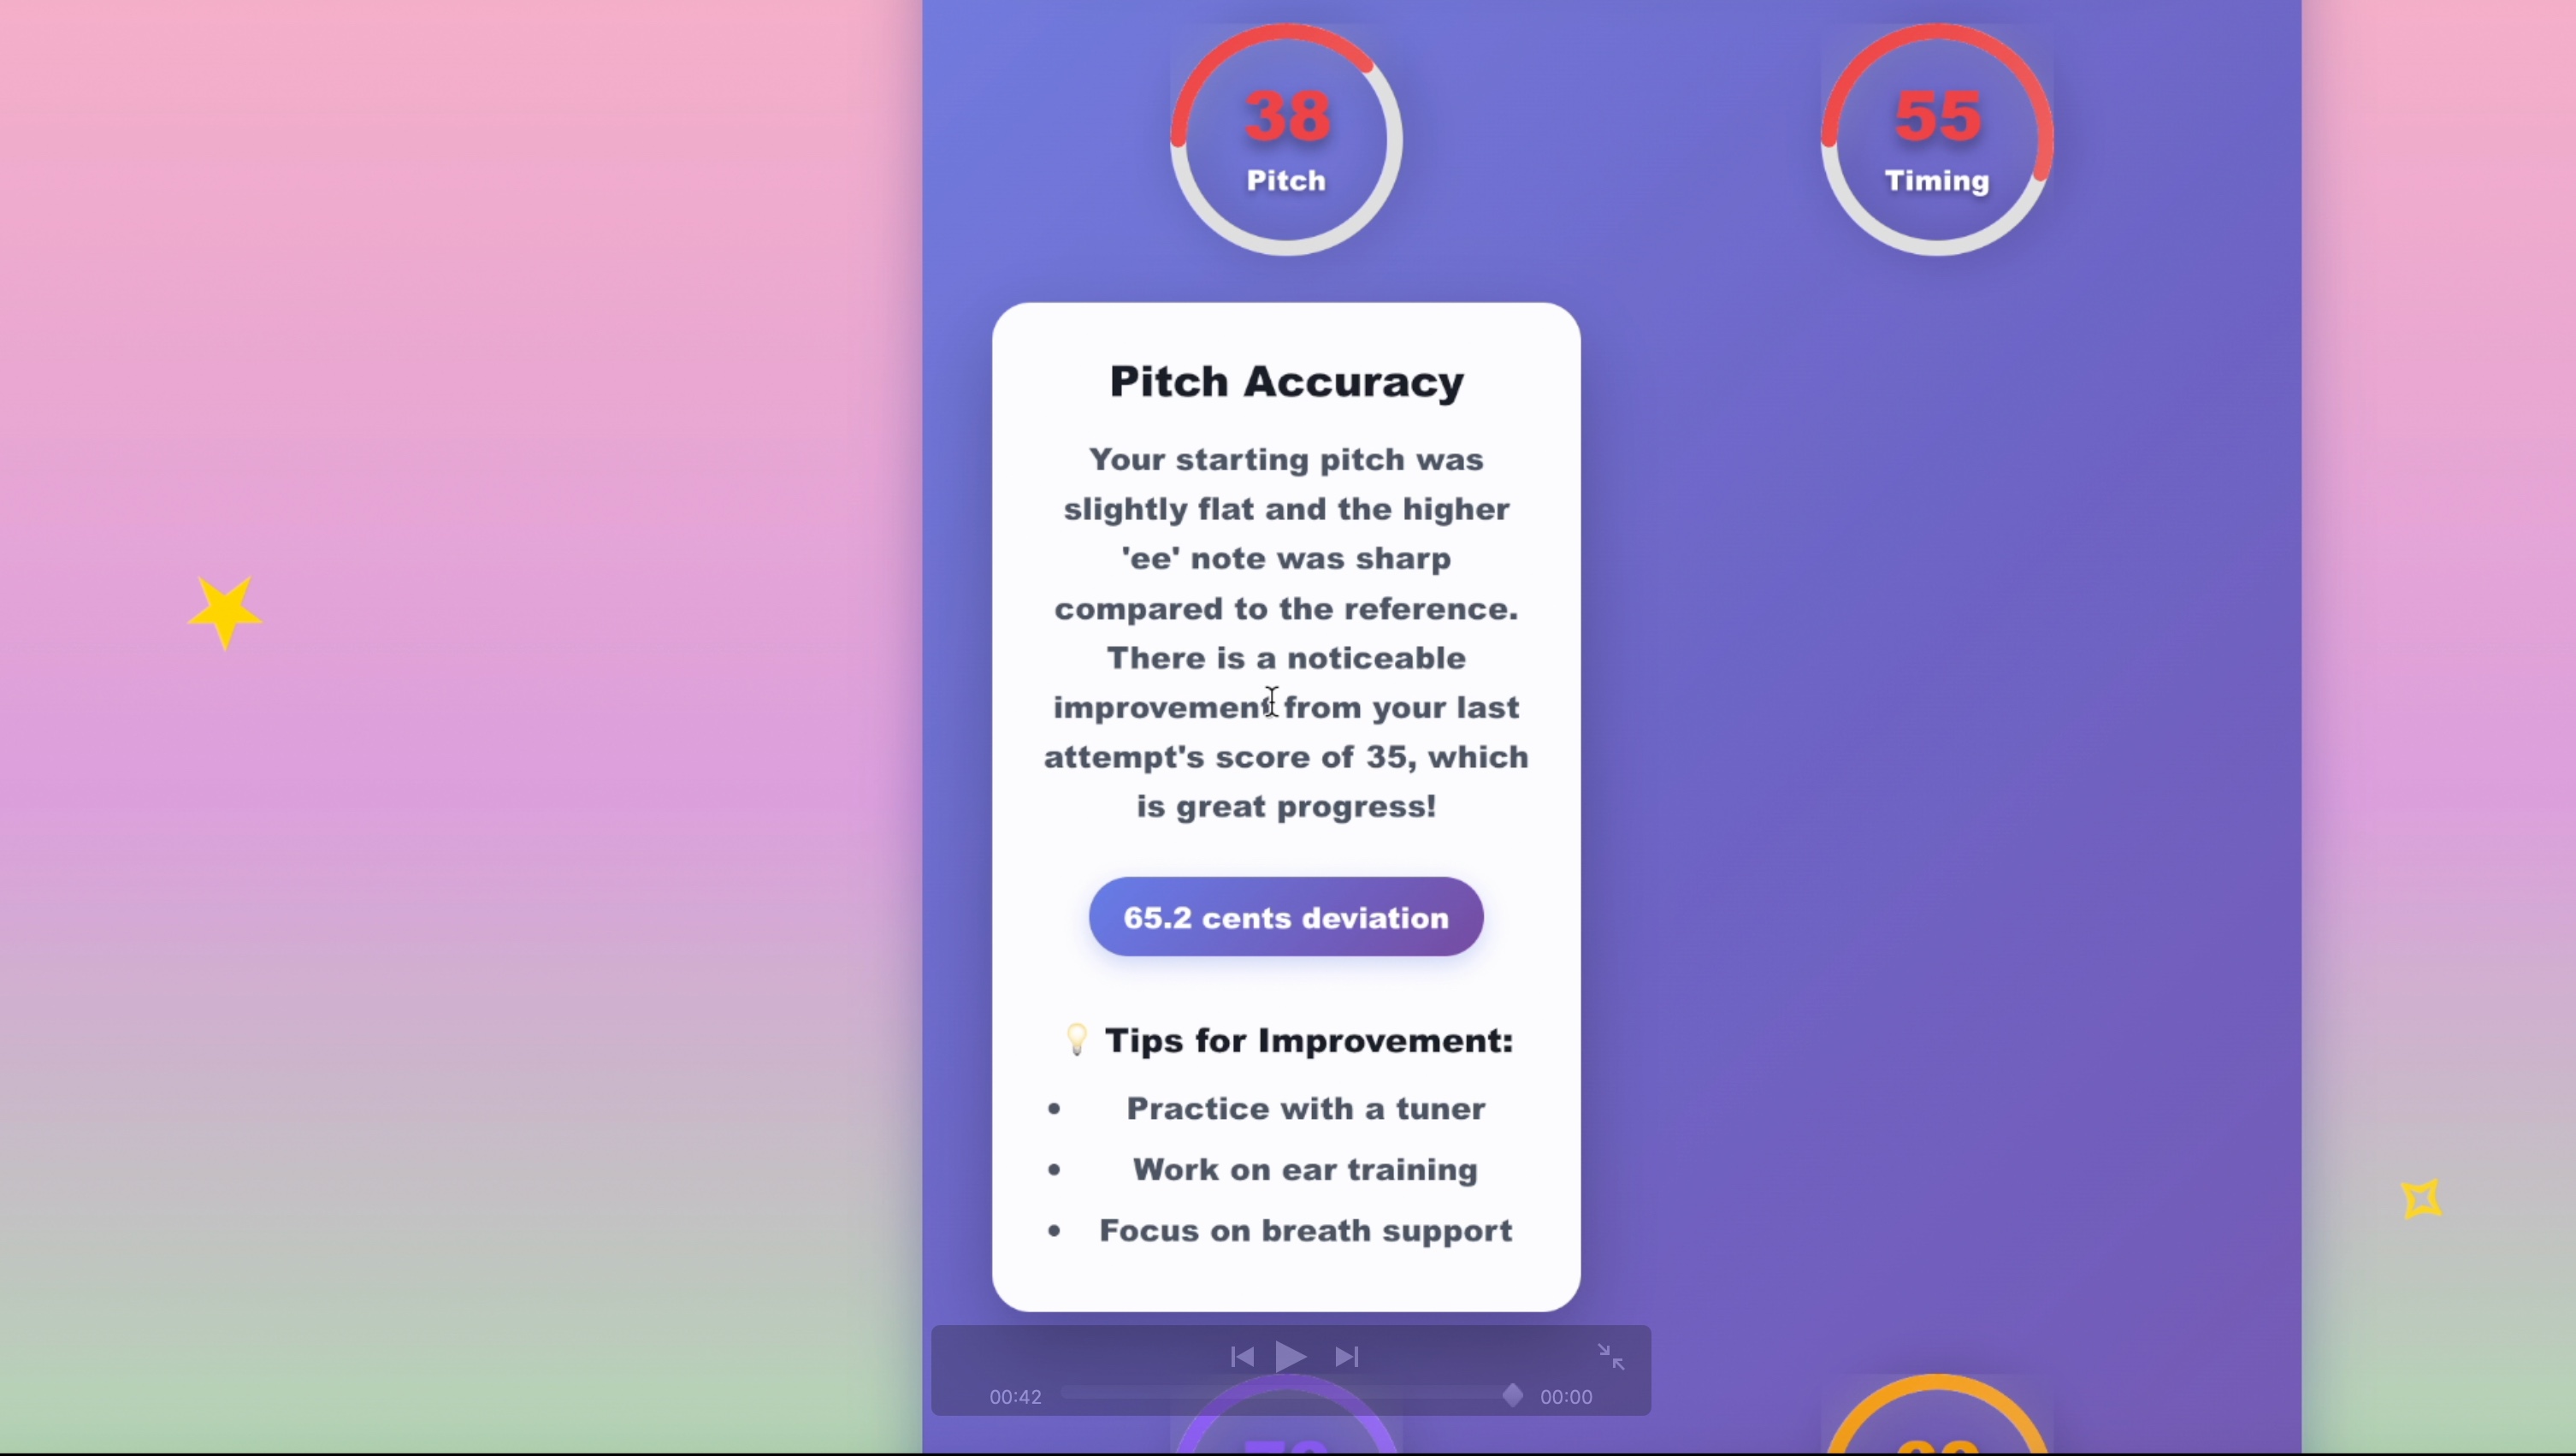 38
Pitch
55
Timing
Pitch Accuracy
Your starting pitch was
slightly flat and the higher
'ee' note was sharp
compared to the reference.
There is a noticeable
improvement from your last
attempt's score of 35, which
is great progress!
65.2 cents deviation
💡 Tips for Improvement:
• Practice with a tuner
• Work on ear training
• Focus on breath support
00:42
00:00